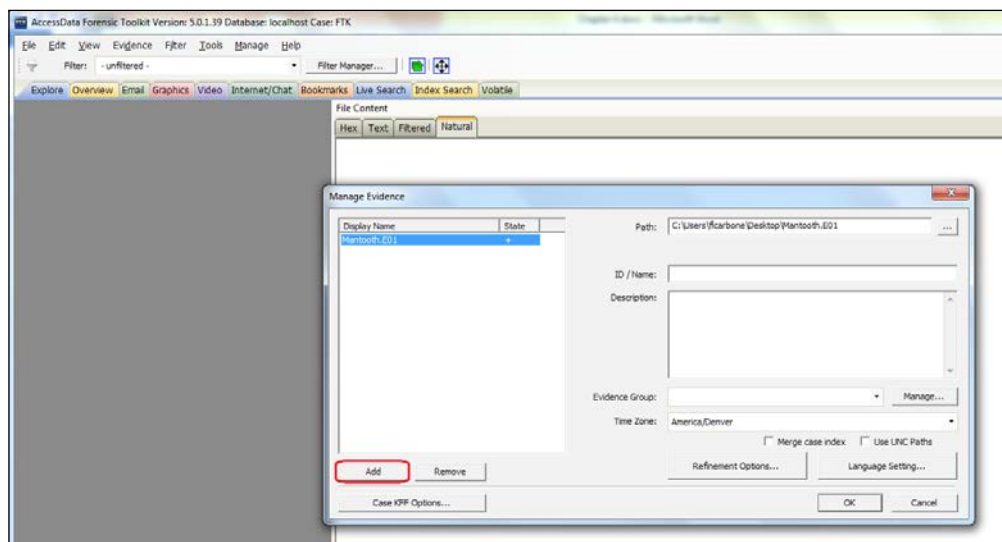 AccessData Forensic Toolkit Version: 5.0.1.39 Database: localhost Case: FTK
File Edit View Evidence Filter Tools Manage Help
Filter: - unfiltered - Filter Manager...
Explore Overview Email Graphics Video Internet/Chat Bookmarks Live Search Index Search Volatile
File Content
Hex Text Filtered Natural
Manage Evidence
Display Name State
Mantooth.E01 +
Path: C:\Users\flcarbone\Desktop\Mantooth.E01 ...
ID / Name:
Description:
Evidence Group: Manage...
Time Zone: America/Denver
Merge case index Use UNC Paths
Refinement Options... Language Setting...
Add Remove
Case KFF Options... OK Cancel